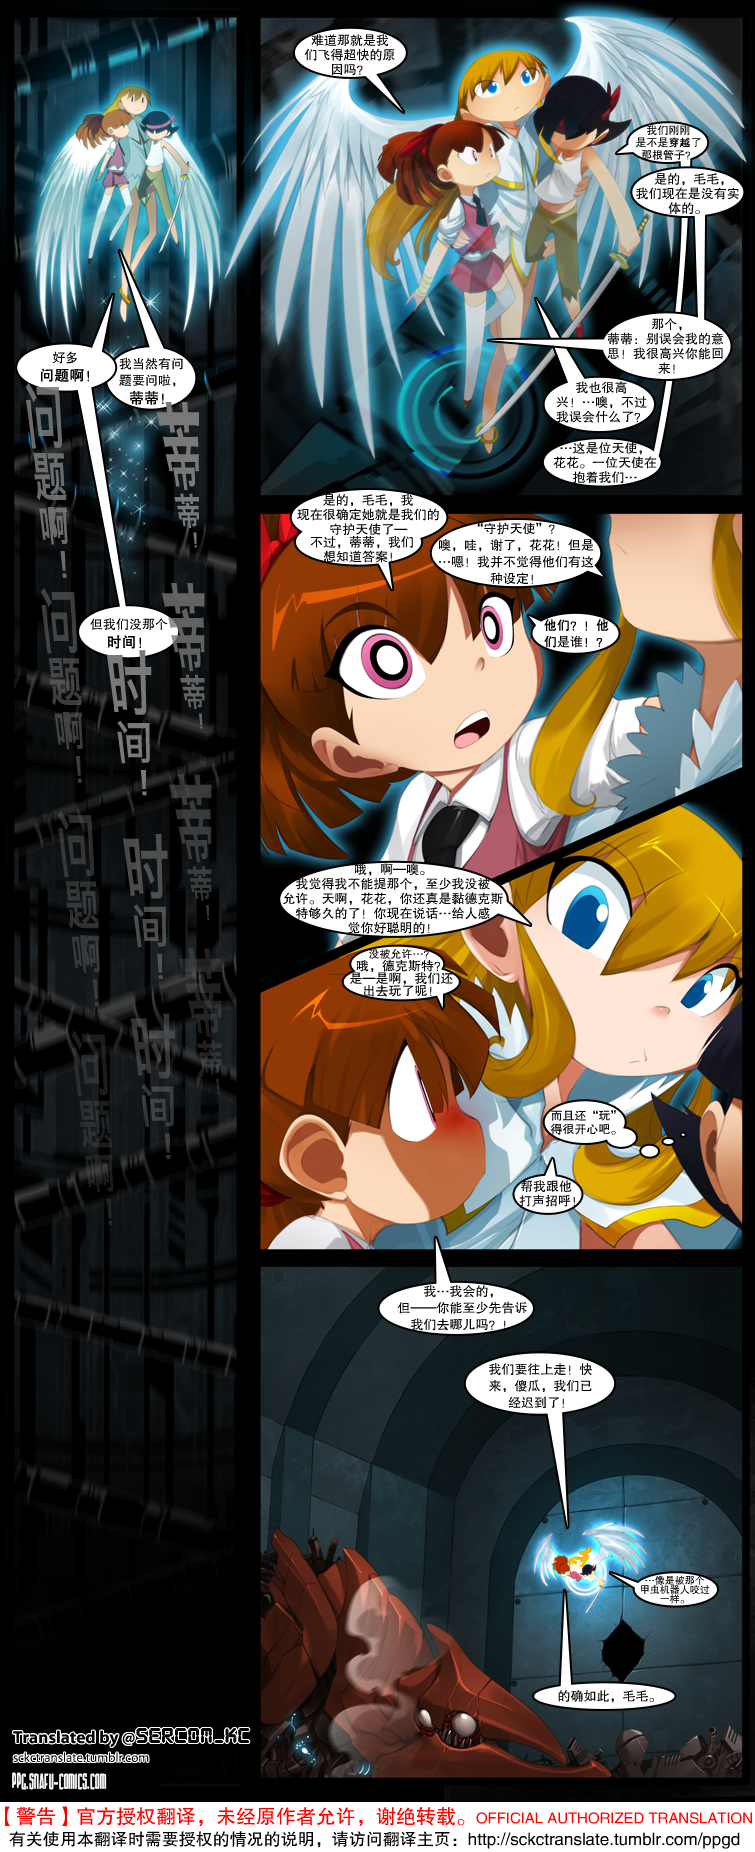 好多
问题啊！
我当然有问
题要问啦，
蒂蒂！
问题啊！
蒂蒂！
但我们没那个
时间！
问题啊！
蒂蒂！
时间！
问题啊！
蒂蒂！
时间！
问题啊！
蒂蒂！
时间！
难道那就是我
们飞得超快的原
因吗？
我们刚刚
是不是穿越了
那根管子？
是的，毛毛，
我们现在是没有实
体的。
那个，
蒂蒂：别误会我的意
思！我很高兴你能回
来！
我也很高
兴！…噢，不过
我误会什么了？
…这是位天使，
花花。一位天使在
抱着我们…
是的，毛毛，我
现在很确定她就是我们的
守护天使了—
不过，蒂蒂，我们
想知道答案！
“守护天使”？
噢，哇，谢了，花花！但是
…嗯！我并不觉得他们有这
种设定！
他们？！他
们是谁！？
哦，啊—噢。
我觉得我不能提那个，至少我没被
允许。天啊，花花，你还真是黏德克斯
特够久的了！你现在说话…给人感
觉你好聪明的！
没被允许…？
哦，德克斯特？
是—是啊，我们还
出去玩了呢！
而且还“玩”
得很开心吧。
帮我跟他
打声招呼！
我…我会的，
但——你能至少先告诉
我们去哪儿吗？！
我们要往上走！快
来，傻瓜，我们已
经迟到了！
…像是被那个
甲虫机器人咬过
一样。
的确如此，毛毛。
Translated by @SERCOM_KC
sckctranslate.tumblr.com
PPG.SNAFU-COMICS.COM
【警告】官方授权翻译，未经原作者允许，谢绝转载。OFFICIAL AUTHORIZED TRANSLATION
有关使用本翻译时需要授权的情况的说明，请访问翻译主页：http://sckctranslate.tumblr.com/ppgd